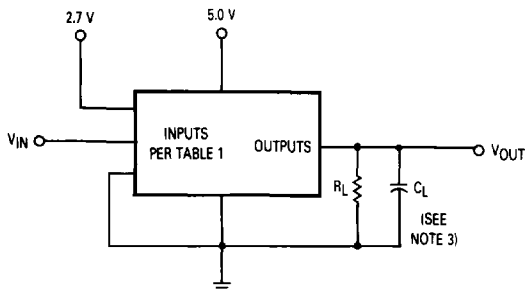 2.7 V
5.0 V
VIN
INPUTS
PER TABLE 1
OUTPUTS
VOUT
RL
CL
(SEE
NOTE 3)